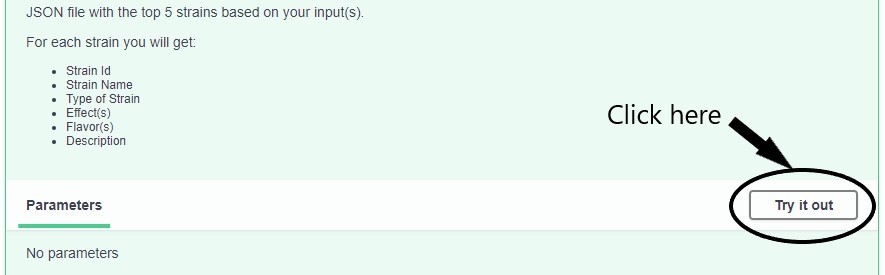 JSON file with the top 5 strains based on your input(s).
For each strain you will get:
Strain Id
Strain Name
Type of Strain
Effect(s)
Flavor(s)
Description
Click here
Parameters
Try it out
No parameters